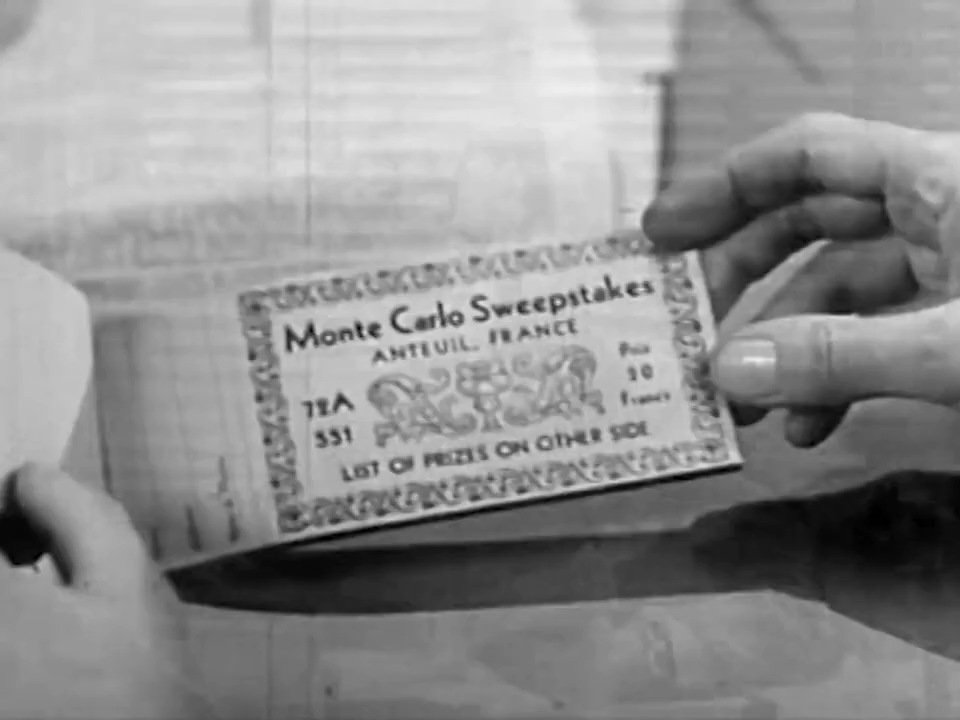 Monte Carlo Sweepstakes
ANTEUIL, FRANCE
72A
551
Prix
20
Francs
LIST OF PRIZES ON OTHER SIDE